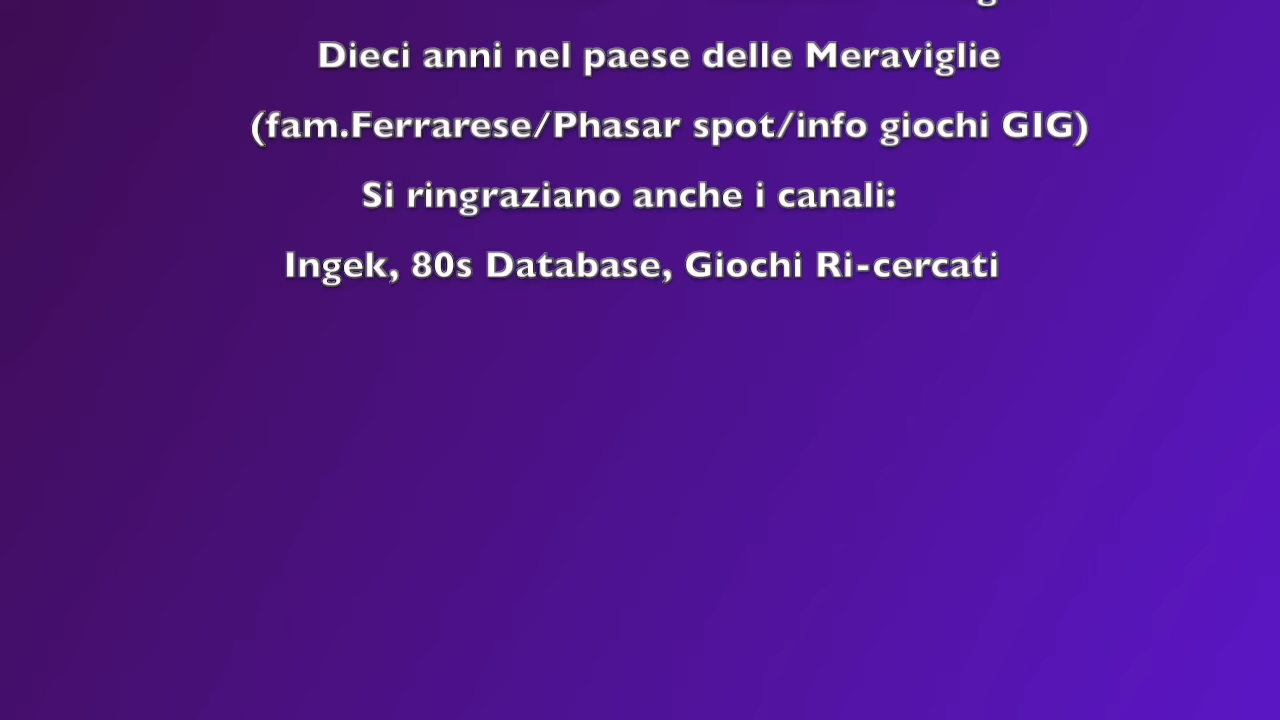 Dieci anni nel paese delle Meraviglie
(fam.Ferrarese/Phasar spot/info giochi GIG)
Si ringraziano anche i canali:
Ingek, 80s Database, Giochi Ri-cercati